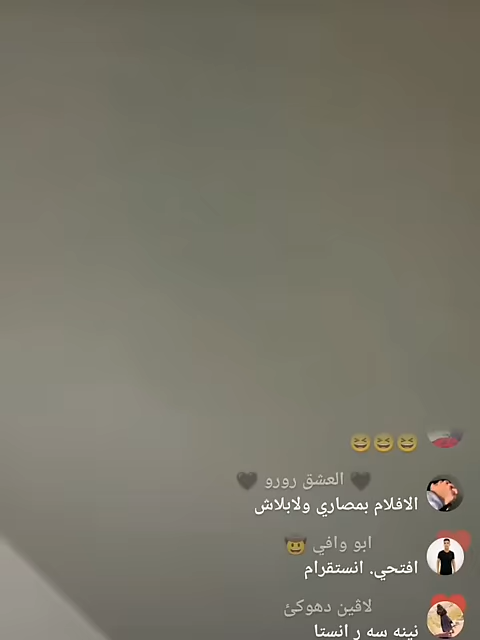 😆😆😆
🖤 العشق رورو 🖤
الافلام بمصاري ولابلاش
ابو وافي 🤠
افتحي. انستقرام
لاڤين دهوكئ
نينه سه ر انستا